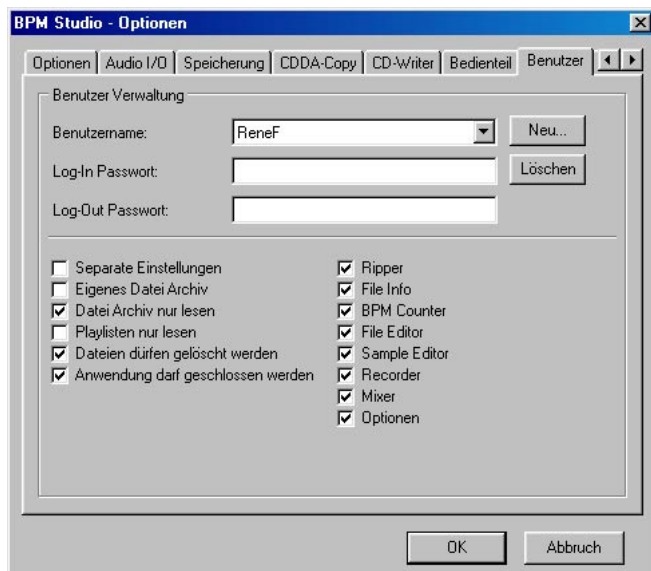 BPM Studio - Optionen
Optionen Audio I/O Speicherung CDDA-Copy CD-Writer Bedienteil Benutzer
Benutzer Verwaltung
Benutzername: ReneF Neu...
Log-In Passwort: Löschen
Log-Out Passwort:
Separate Einstellungen Ripper
Eigenes Datei Archiv File Info
Datei Archiv nur lesen BPM Counter
Playlisten nur lesen File Editor
Dateien dürfen gelöscht werden Sample Editor
Anwendung darf geschlossen werden Recorder
Mixer
Optionen
OK Abbruch